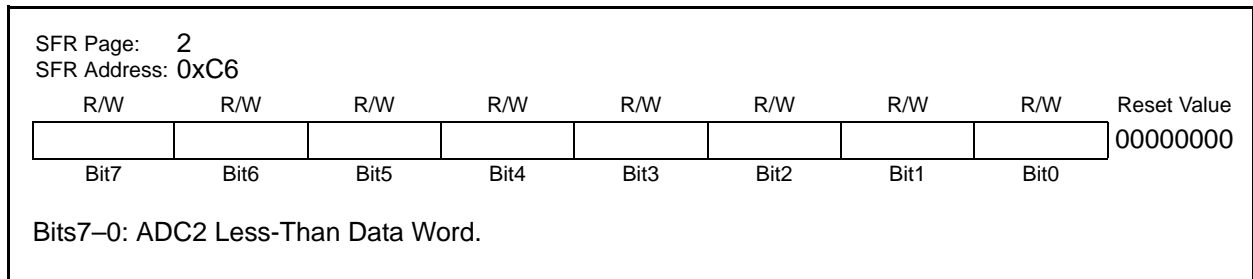 SFR Page: 2
SFR Address: 0xC6
R/W R/W R/W R/W R/W R/W R/W R/W Reset Value
00000000
Bit7 Bit6 Bit5 Bit4 Bit3 Bit2 Bit1 Bit0
Bits7–0: ADC2 Less-Than Data Word.